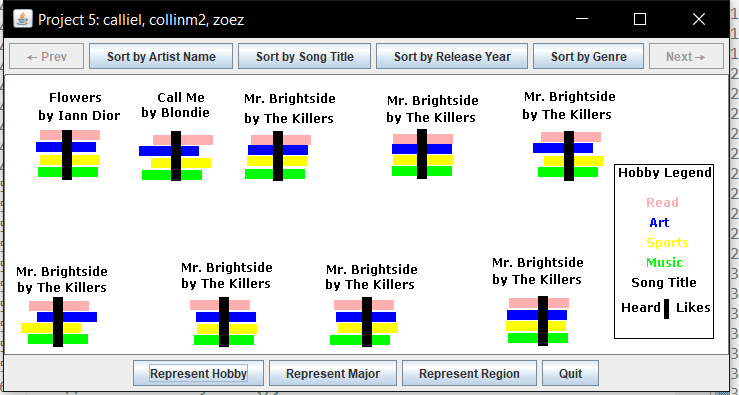 Project 5: calliel, collinm2, zoez
← Prev
Sort by Artist Name
Sort by Song Title
Sort by Release Year
Sort by Genre
Next →
Flowers
by Iann Dior
Call Me
by Blondie
Mr. Brightside
by The Killers
Mr. Brightside
by The Killers
Mr. Brightside
by The Killers
Hobby Legend
Read
Art
Sports
Music
Song Title
Heard Likes
Mr. Brightside
by The Killers
Mr. Brightside
by The Killers
Mr. Brightside
by The Killers
Mr. Brightside
by The Killers
Represent Hobby
Represent Major
Represent Region
Quit